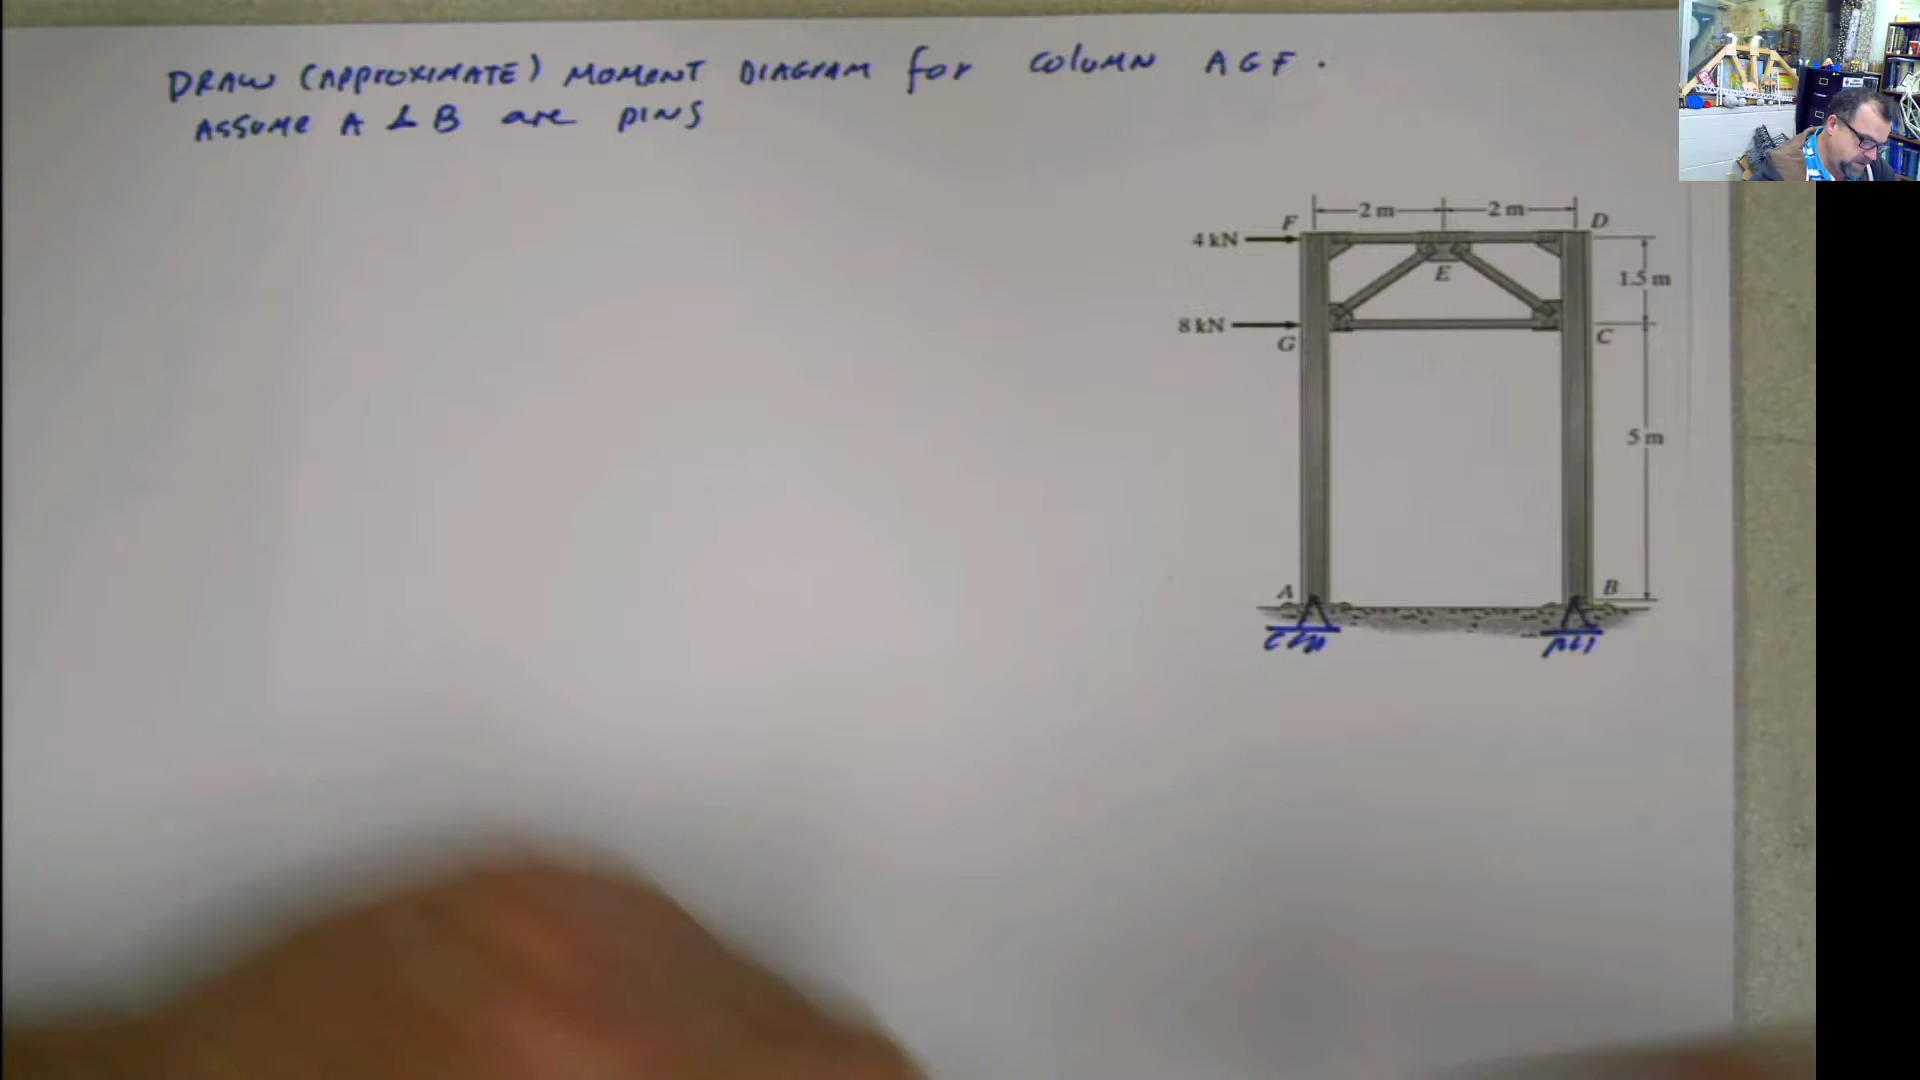 DRAW (APPROXIMATE) MOMENT DIAGRAM for COLUMN AGF.
ASSUME A & B are PINS
2 m 2 m
F D
4 kN
E
1.5 m
8 kN
G C
5 m
A B